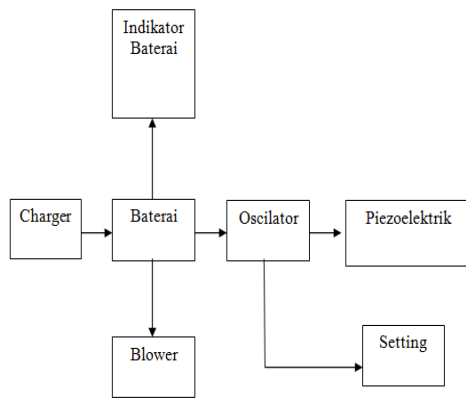 Indikator
Baterai
Charger
Baterai
Oscilator
Piezoelektrik
Blower
Setting